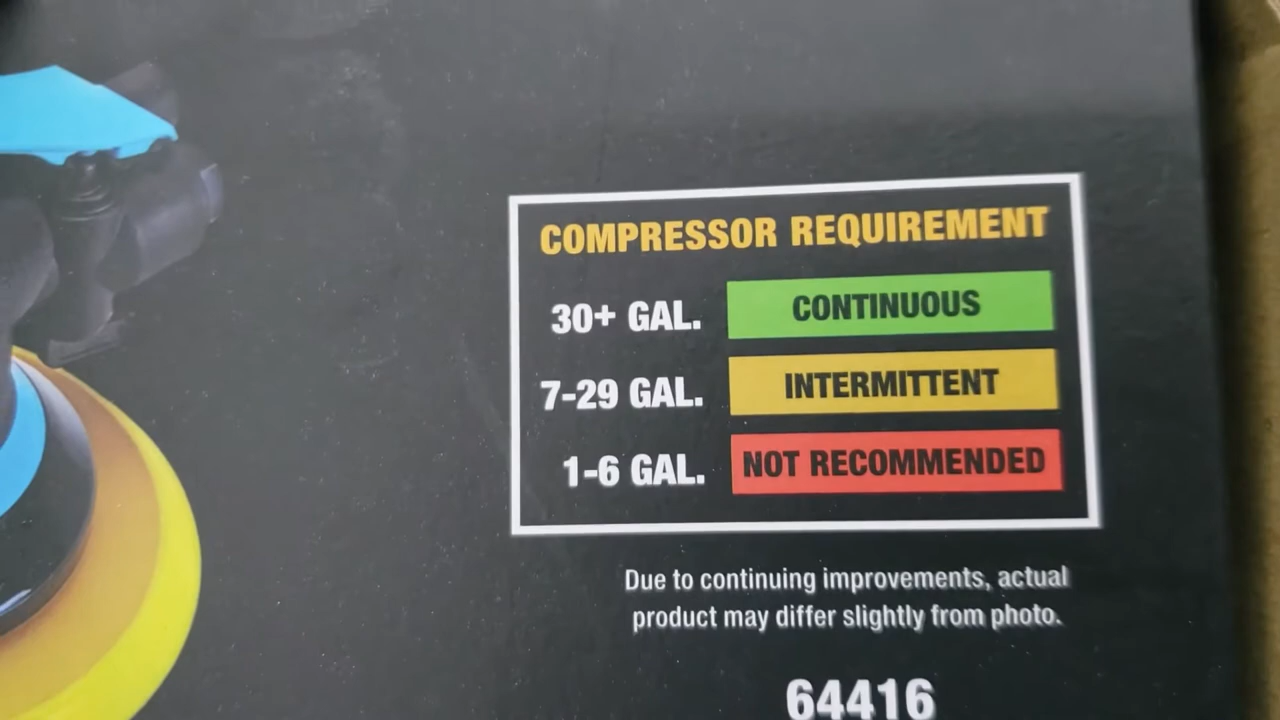 COMPRESSOR REQUIREMENT
30+ GAL. CONTINUOUS
7-29 GAL. INTERMITTENT
1-6 GAL. NOT RECOMMENDED
Due to continuing improvements, actual
product may differ slightly from photo.
64416